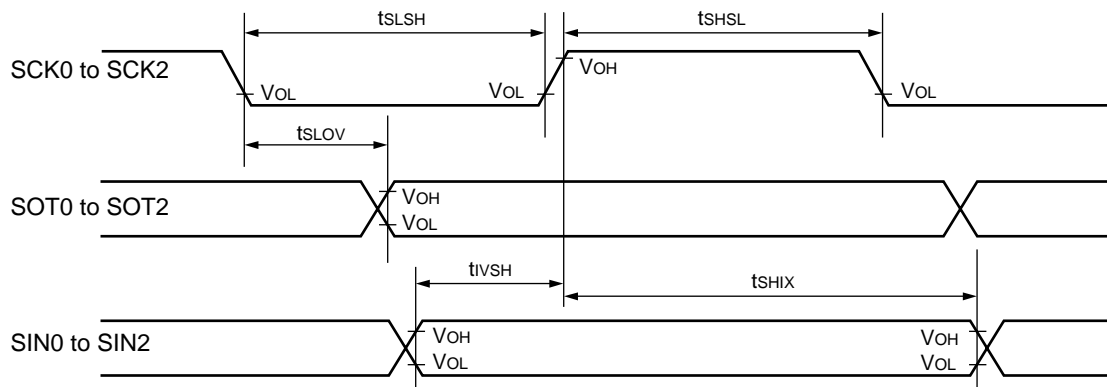 tSLSH
tSHSL
SCK0 to SCK2
VOH
VOL
VOL
VOL
tSLOV
SOT0 to SOT2
VOH
VOL
tIVSH
tSHIX
SIN0 to SIN2
VOH
VOH
VOL
VOL